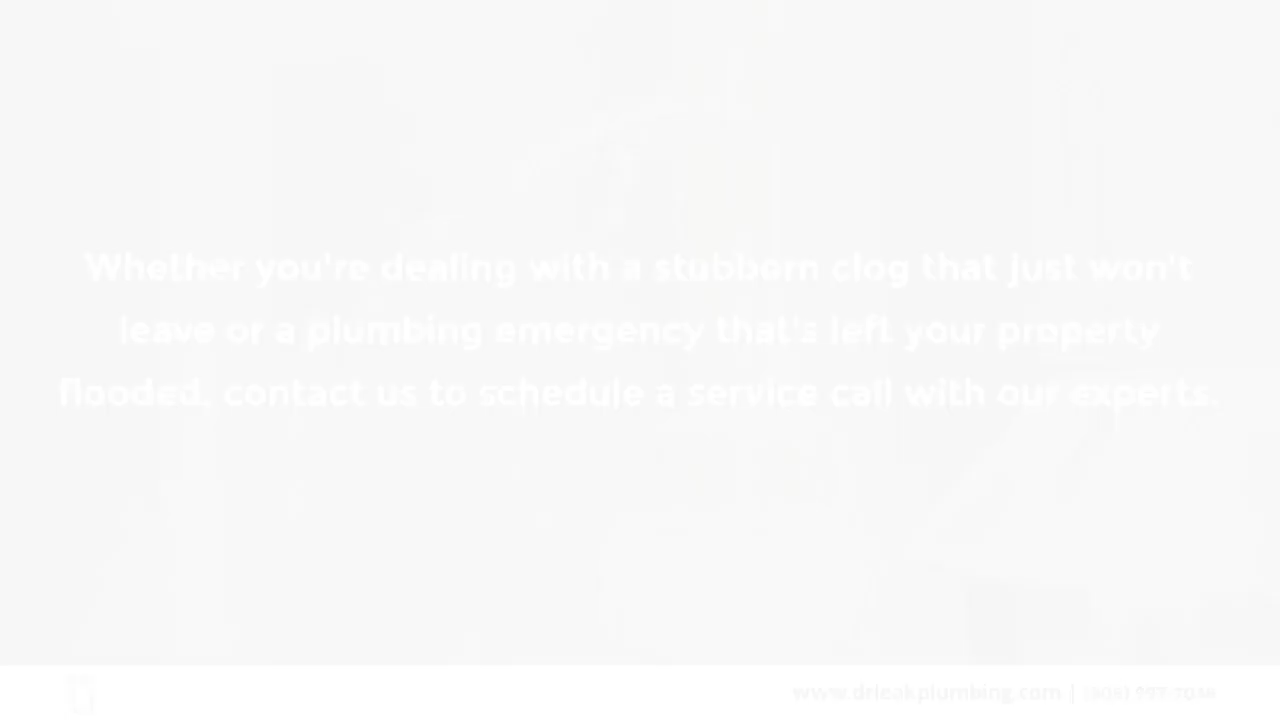 Whether you're dealing with a stubborn clog that just won't
leave or a plumbing emergency that's left your property
flooded, contact us to schedule a service call with our experts.
www.drleakplumbing.com |